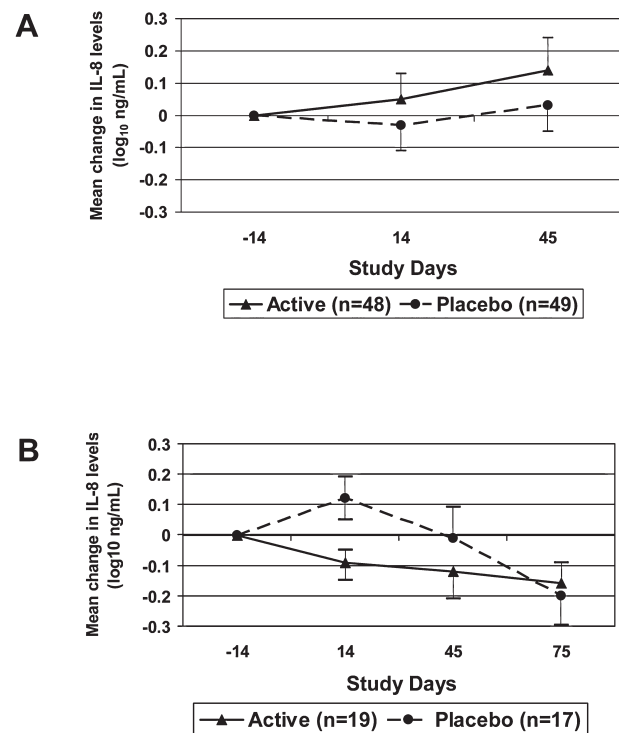 A
Mean change in IL-8 levels
(log10 ng/mL)
0.3
0.2
0.1
0
-0.1
-0.2
-0.3
-14 14 45
Study Days
Active (n=48) Placebo (n=49)
B
Mean change in IL-8 levels
(log10 ng/mL)
0.3
0.2
0.1
0
-0.1
-0.2
-0.3
-14 14 45 75
Study Days
Active (n=19) Placebo (n=17)